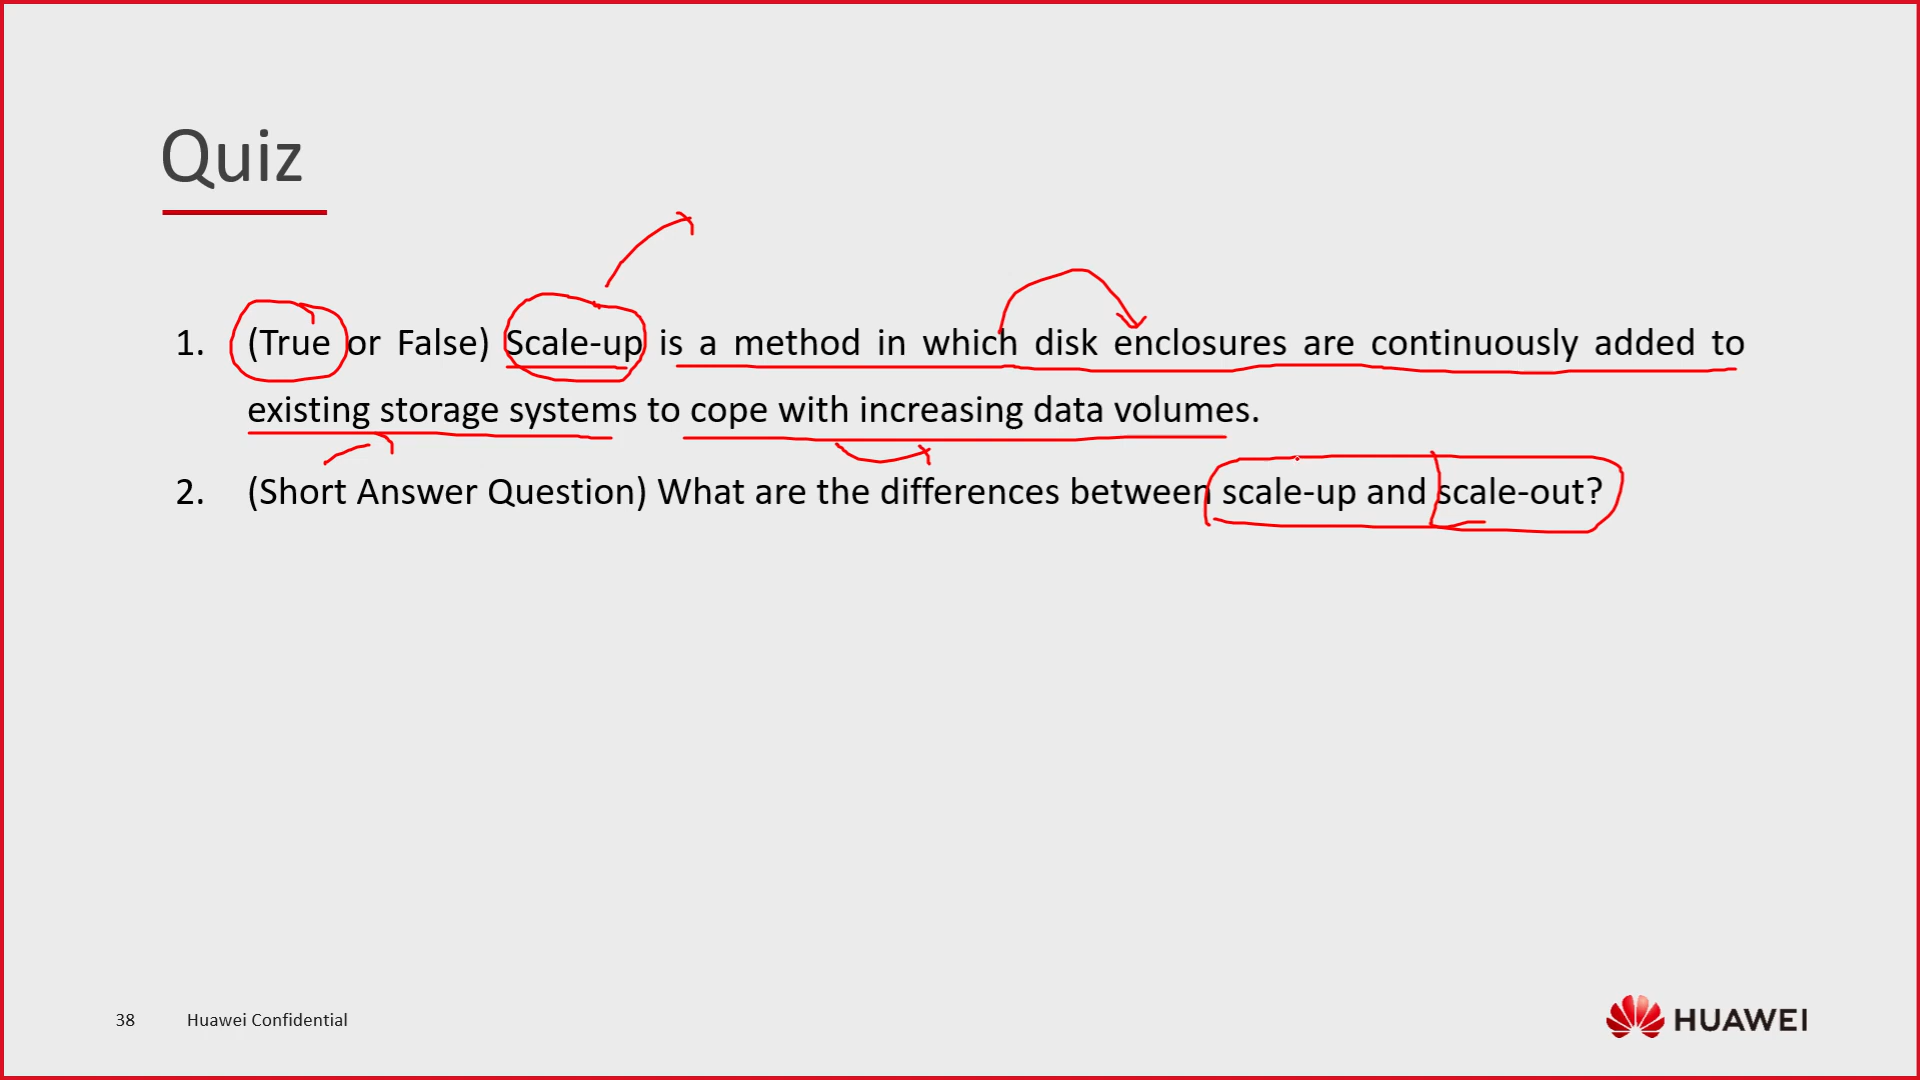 Quiz
1. (True or False) Scale-up is a method in which disk enclosures are continuously added to
existing storage systems to cope with increasing data volumes.
2. (Short Answer Question) What are the differences between scale-up and scale-out?
38 Huawei Confidential
HUAWEI